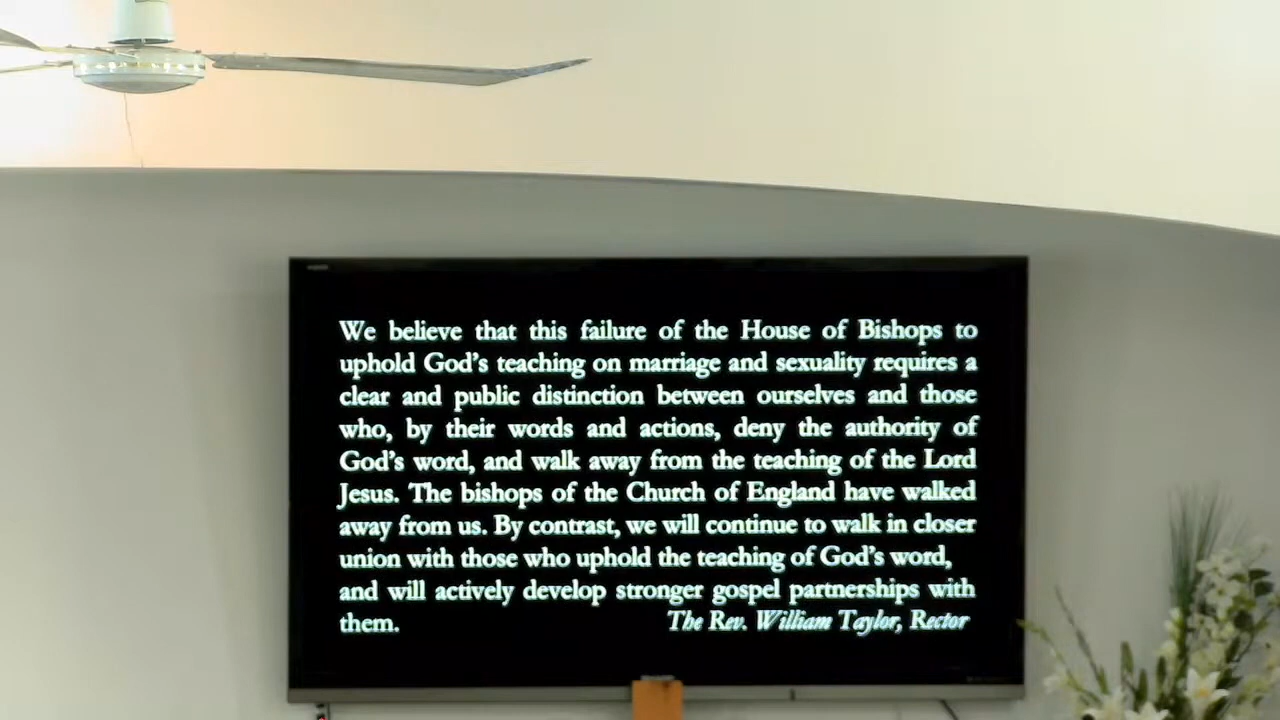 We believe that this failure of the House of Bishops to
uphold God's teaching on marriage and sexuality requires a
clear and public distinction between ourselves and those
who, by their words and actions, deny the authority of
God's word, and walk away from the teaching of the Lord
Jesus. The bishops of the Church of England have walked
away from us. By contrast, we will continue to walk in closer
union with those who uphold the teaching of God's word,
and will actively develop stronger gospel partnerships with
them.
The Rev. William Taylor, Rector